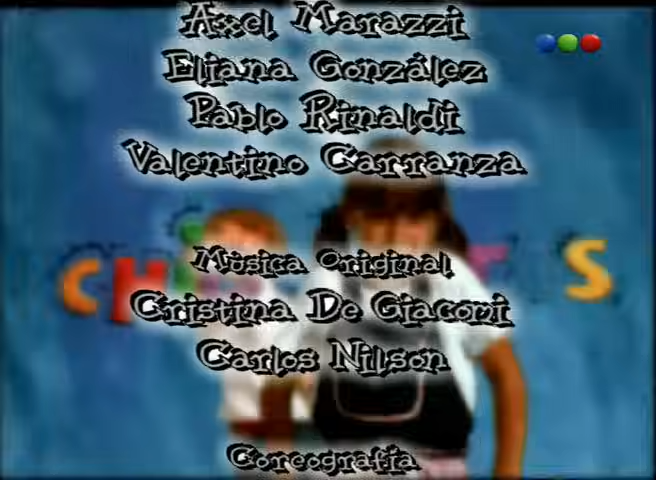 Axel Marazzi
Eliana González
Pablo Rinaldi
Valentino Carranza
Música Original
Cristina De Giacomi
Carlos Nilson
Coreografía